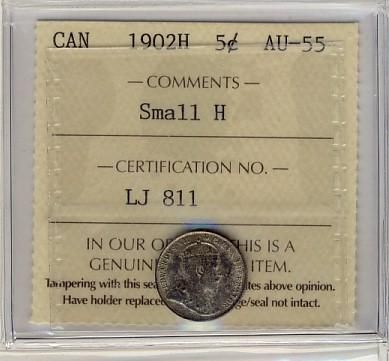 CAN 1902H 5¢ AU-55
— COMMENTS —
Small H
— CERTIFICATION NO. —
LJ 811
IN OUR HIS IS A
GENUIN ITEM.
Tampering with this sea tes above opinion.
Have holder replace ge/seal not intact.